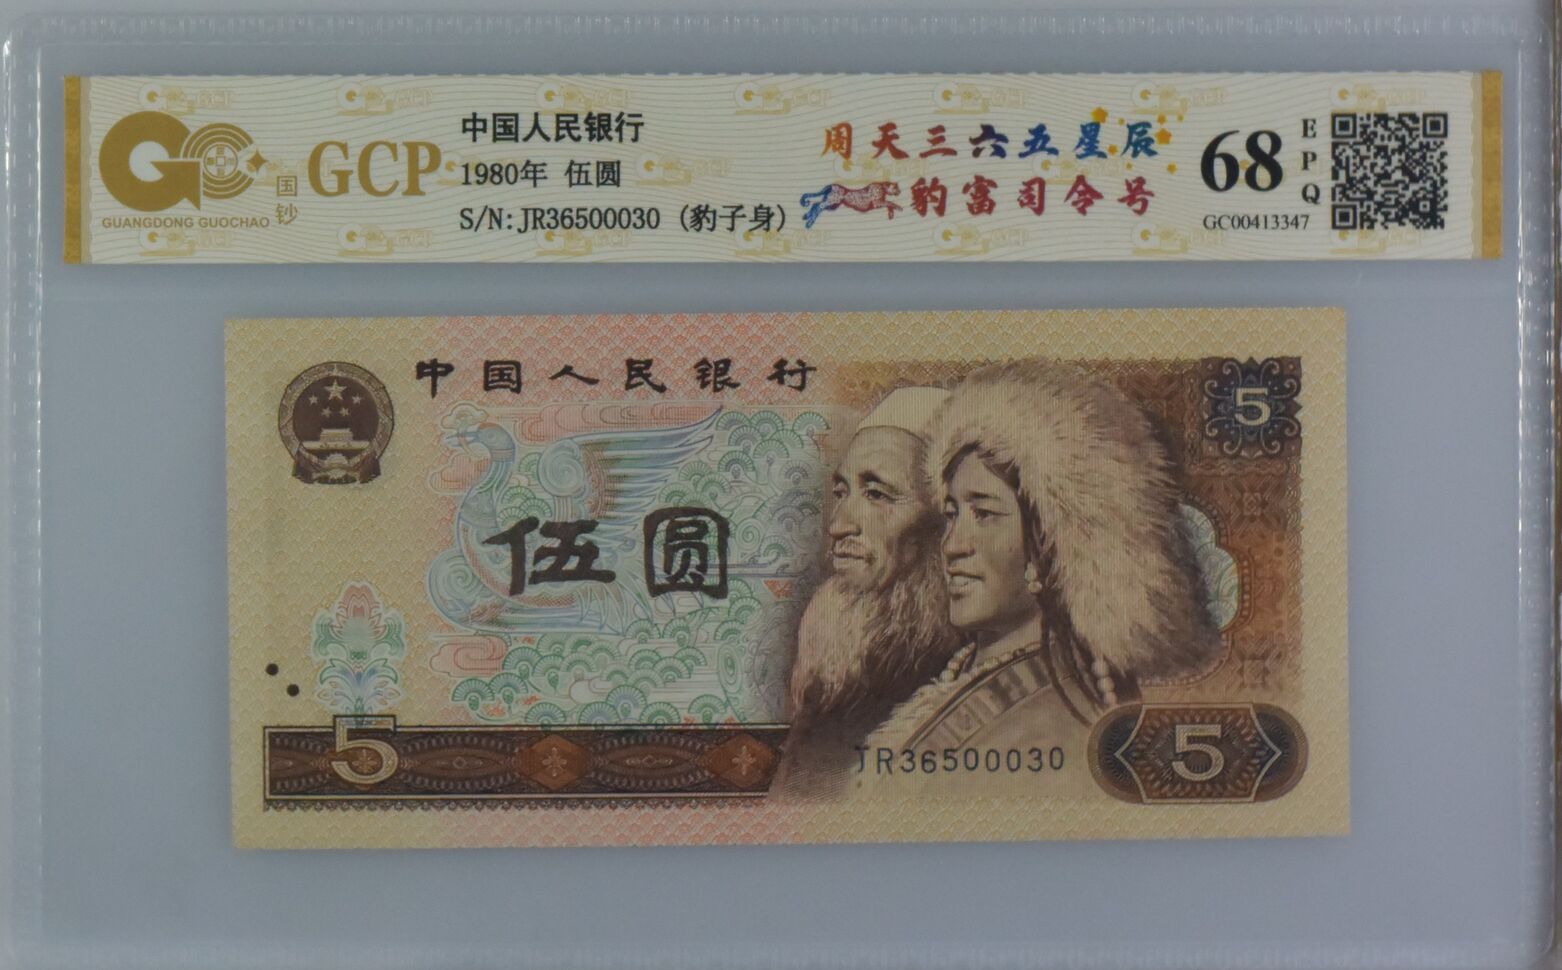 GUANGDONG GUOCHAO
国钞
GCP
中国人民银行
1980年 伍圆
S/N: JR36500030 (豹子身)
周天三六五星辰
豹富司令号
68
EPQ
GC00413347
中国人民银行
5
伍圆
5
JR36500030
5